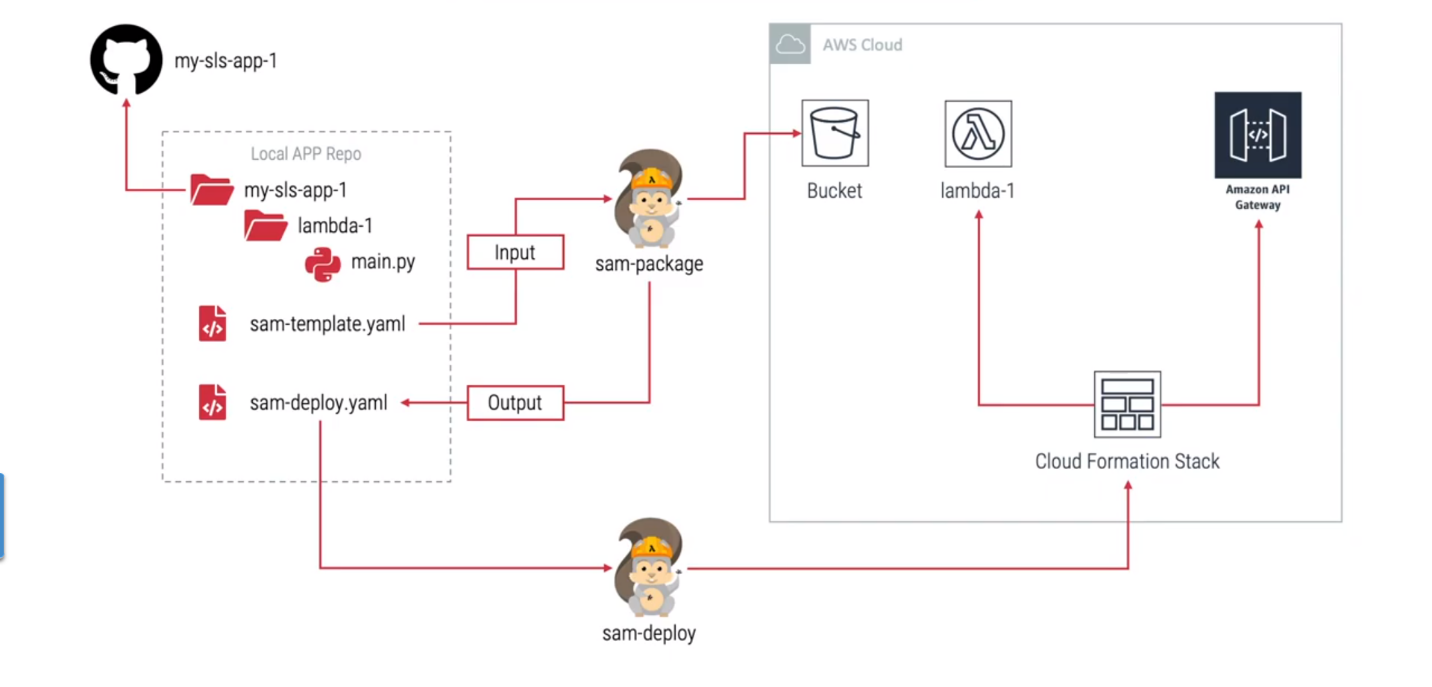 my-sls-app-1
AWS Cloud
Local APP Repo
my-sls-app-1
lambda-1
main.py
Input
sam-package
Bucket
lambda-1
Amazon API
Gateway
sam-template.yaml
sam-deploy.yaml
Output
Cloud Formation Stack
sam-deploy